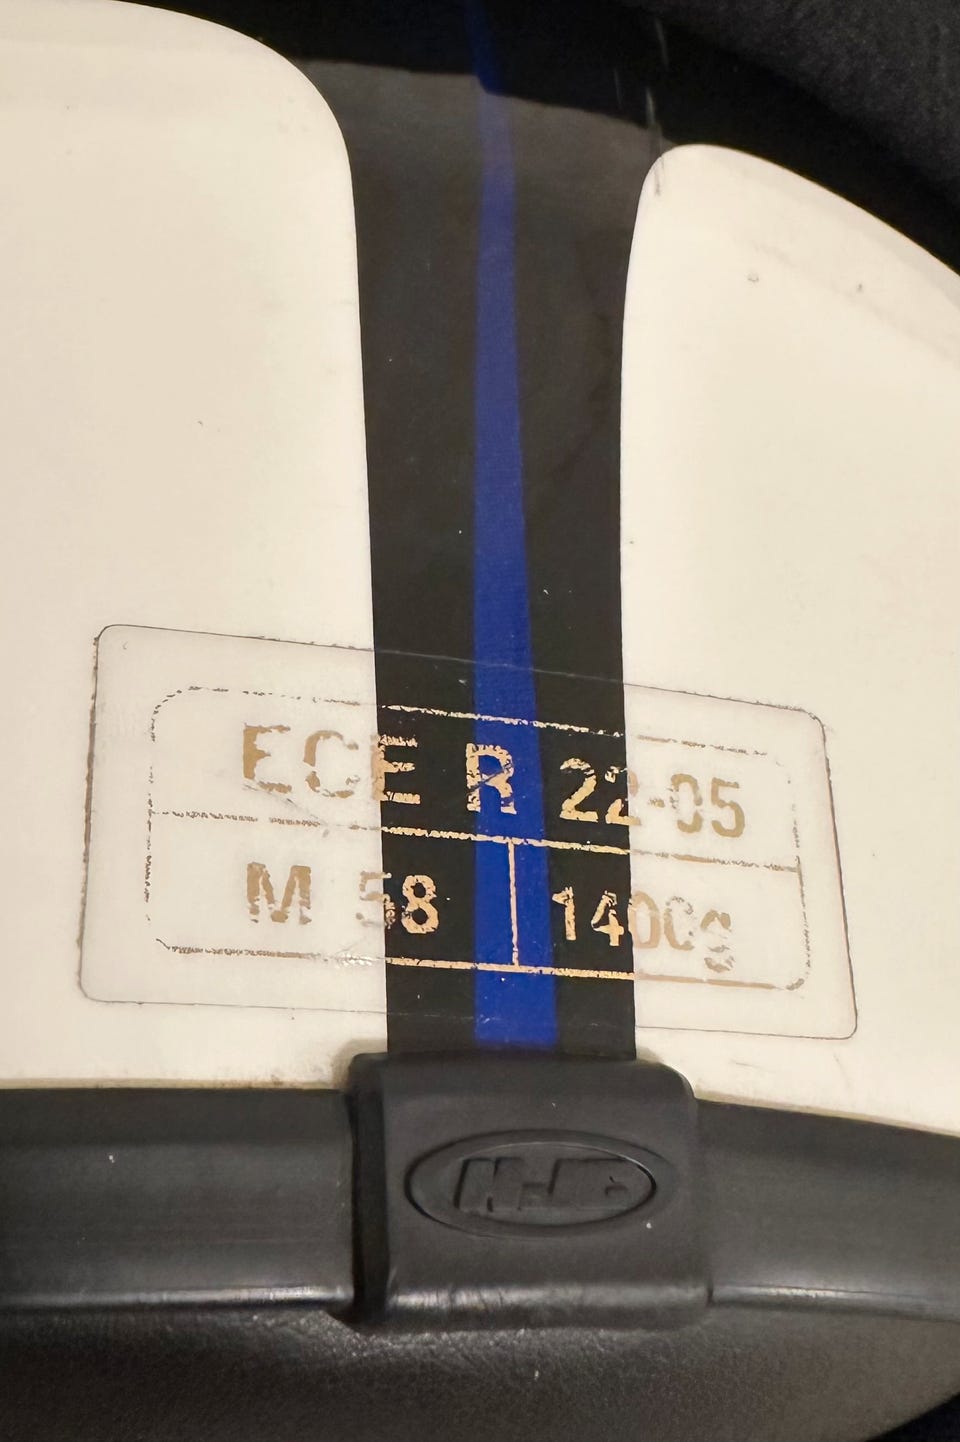 ECE R 22-05
M 58 1400g
HJC